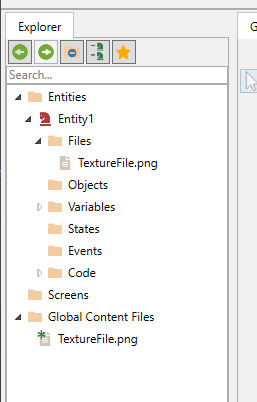 Explorer
G
Search...
Entities
Entity1
Files
TextureFile.png
Objects
Variables
States
Events
Code
Screens
Global Content Files
TextureFile.png